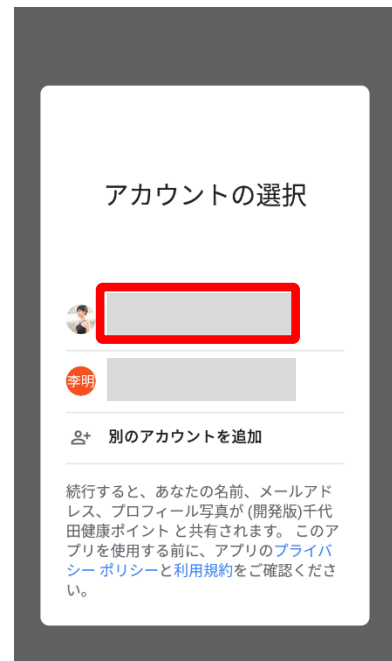 アカウントの選択
李明
別のアカウントを追加
続行すると、あなたの名前、メールアド
レス、プロフィール写真が (開発版)千代
田健康ポイント と共有されます。 このア
プリを使用する前に、アプリのプライバ
シー ポリシーと利用規約をご確認くださ
い。